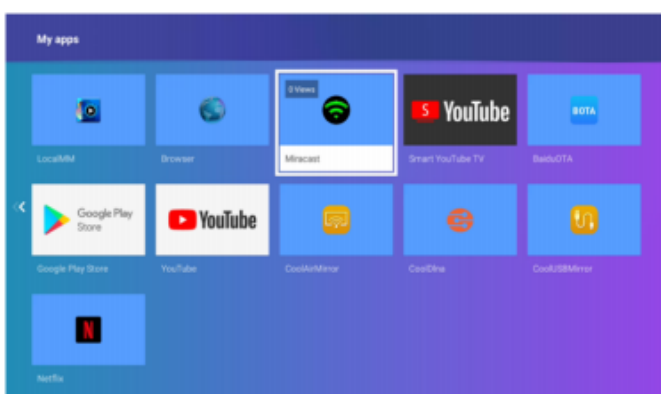 My apps
0 Views
S YouTube
BOTA
LocalMM
Browser
Miracast
Smart YouTube TV
BaiduOTA
Google Play
Store
YouTube
Google Play Store
YouTube
CoolAirMirror
CoolDlna
CoolUSBMirror
N
Netflix